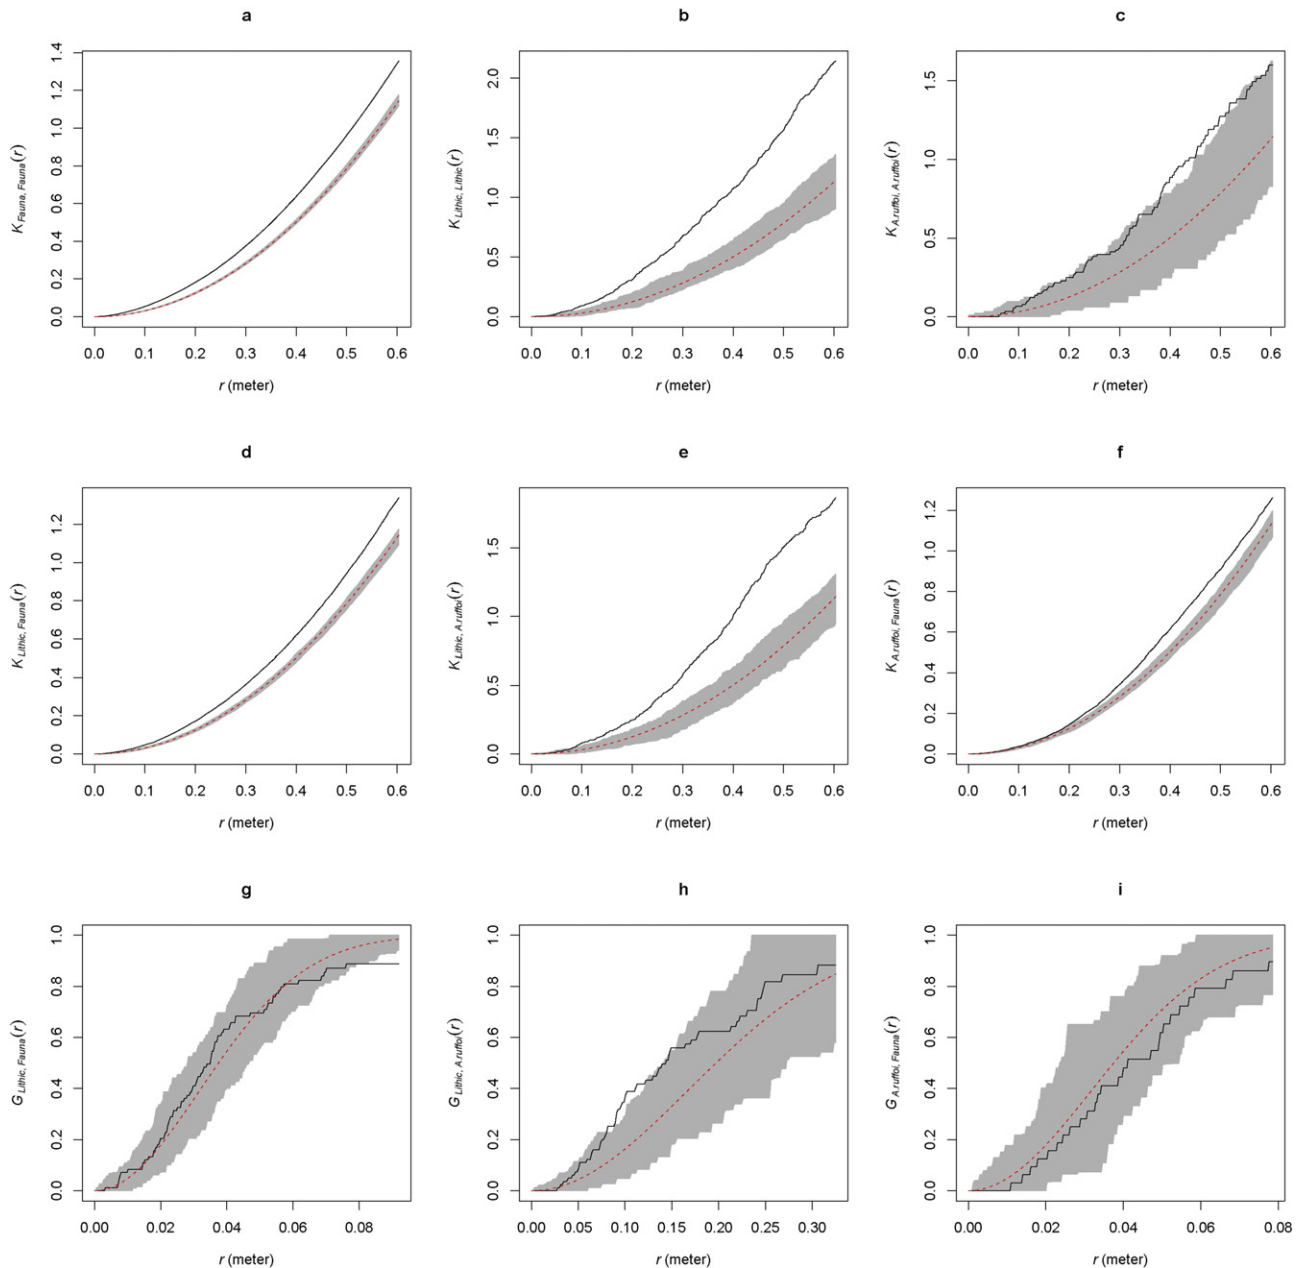 a
b
c
K Fauna, Fauna(r)
0.0 0.2 0.4 0.6 0.8 1.0 1.2 1.4
0.0 0.1 0.2 0.3 0.4 0.5 0.6
r (meter)
K Lithic, Lithic(r)
0.0 0.5 1.0 1.5 2.0
0.0 0.1 0.2 0.3 0.4 0.5 0.6
r (meter)
K A.ruffoi, A.ruffoi(r)
0.0 0.5 1.0 1.5
0.0 0.1 0.2 0.3 0.4 0.5 0.6
r (meter)
d
e
f
K Lithic, Fauna(r)
0.0 0.2 0.4 0.6 0.8 1.0 1.2
0.0 0.1 0.2 0.3 0.4 0.5 0.6
r (meter)
K Lithic, A.ruffoi(r)
0.0 0.5 1.0 1.5
0.0 0.1 0.2 0.3 0.4 0.5 0.6
r (meter)
K A.ruffoi, Fauna(r)
0.0 0.2 0.4 0.6 0.8 1.0 1.2
0.0 0.1 0.2 0.3 0.4 0.5 0.6
r (meter)
g
h
i
G Lithic, Fauna(r)
0.0 0.2 0.4 0.6 0.8 1.0
0.00 0.02 0.04 0.06 0.08
r (meter)
G Lithic, A.ruffoi(r)
0.0 0.2 0.4 0.6 0.8 1.0
0.00 0.05 0.10 0.15 0.20 0.25 0.30
r (meter)
G A.ruffoi, Fauna(r)
0.0 0.2 0.4 0.6 0.8 1.0
0.00 0.02 0.04 0.06 0.08
r (meter)